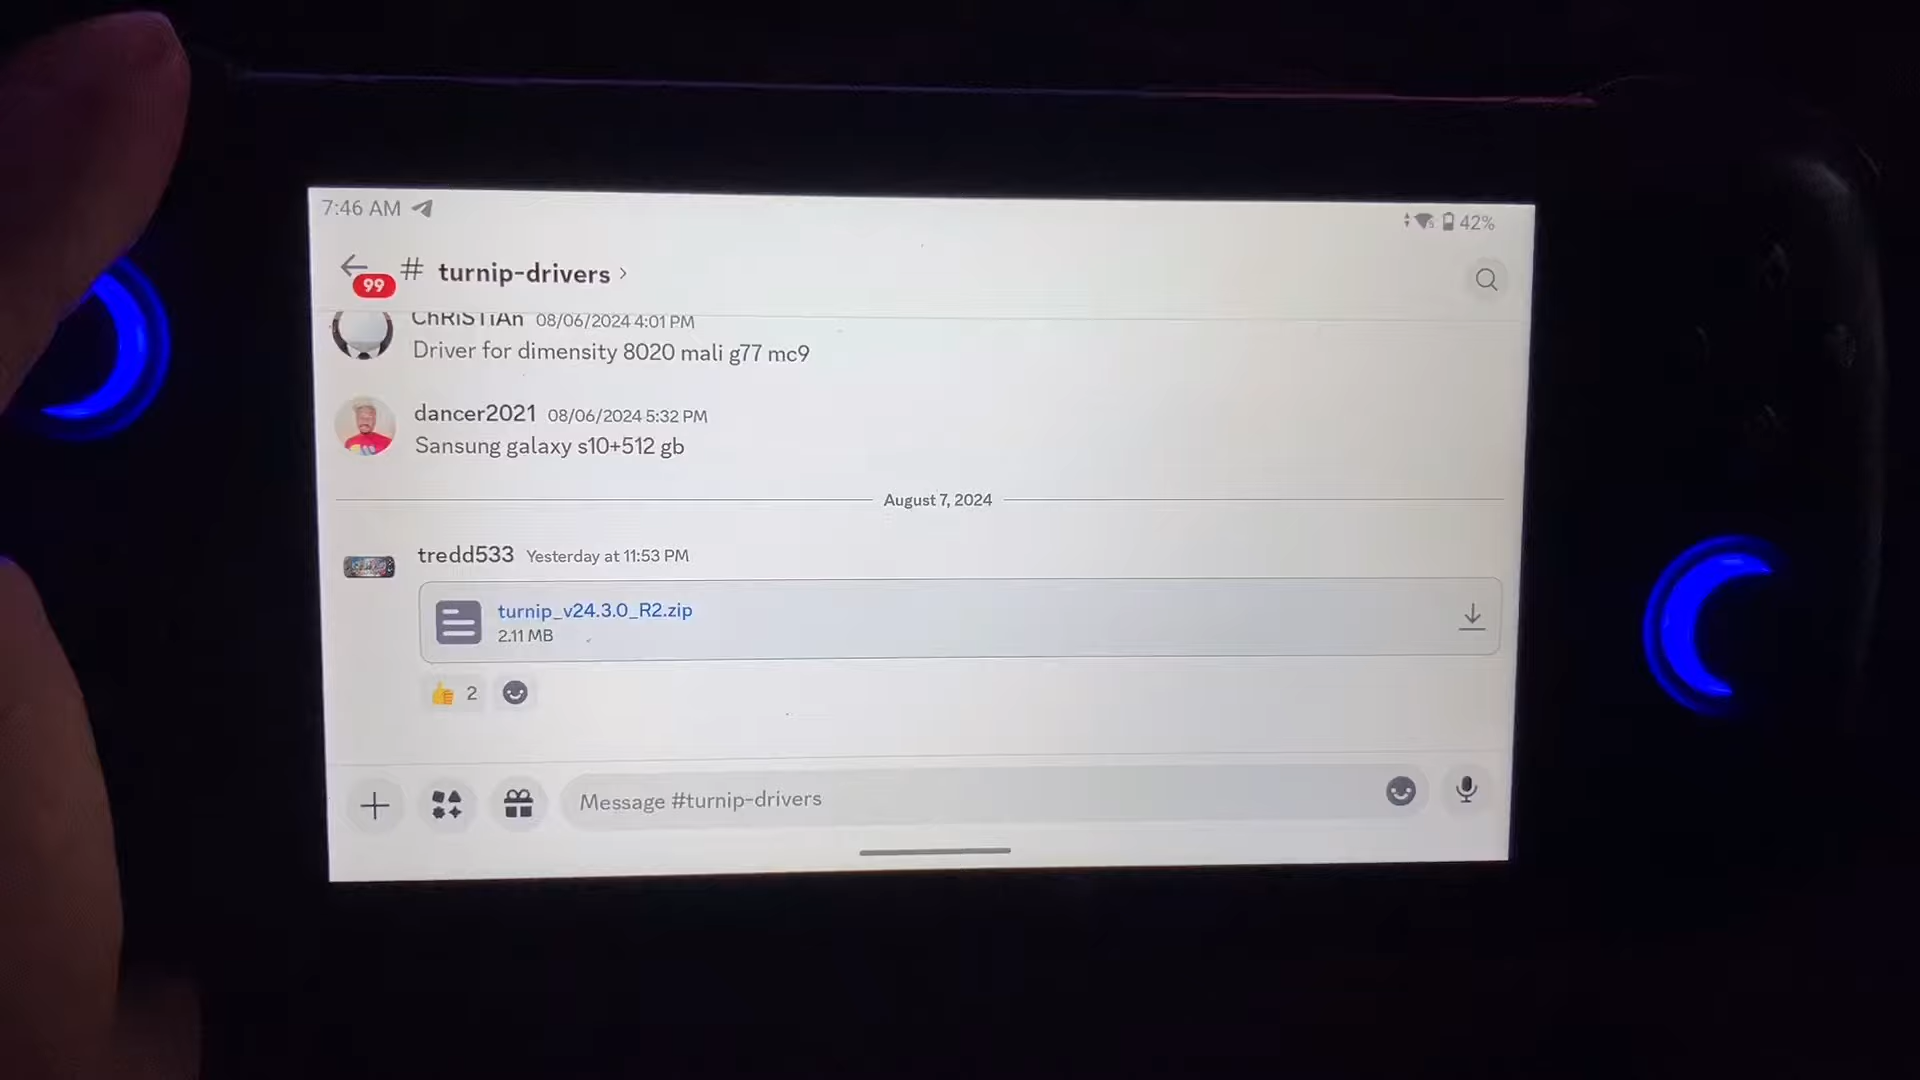 7:46 AM
42%
99
# turnip-drivers ›
ChRiSTiAn 08/06/2024 4:01 PM
Driver for dimensity 8020 mali g77 mc9
dancer2021 08/06/2024 5:32 PM
Sansung galaxy s10+512 gb
August 7, 2024
tredd533 Yesterday at 11:53 PM
turnip_v24.3.0_R2.zip
2.11 MB
2
Message #turnip-drivers